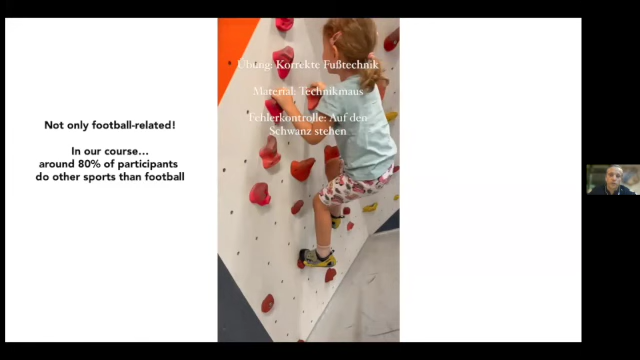 Not only football-related!
In our course...
around 80% of participants
do other sports than football
Übung: Korrekte Fußtechnik
Material: Technikmaus
Fehlerkontrolle: Auf den
Schwanz stehen